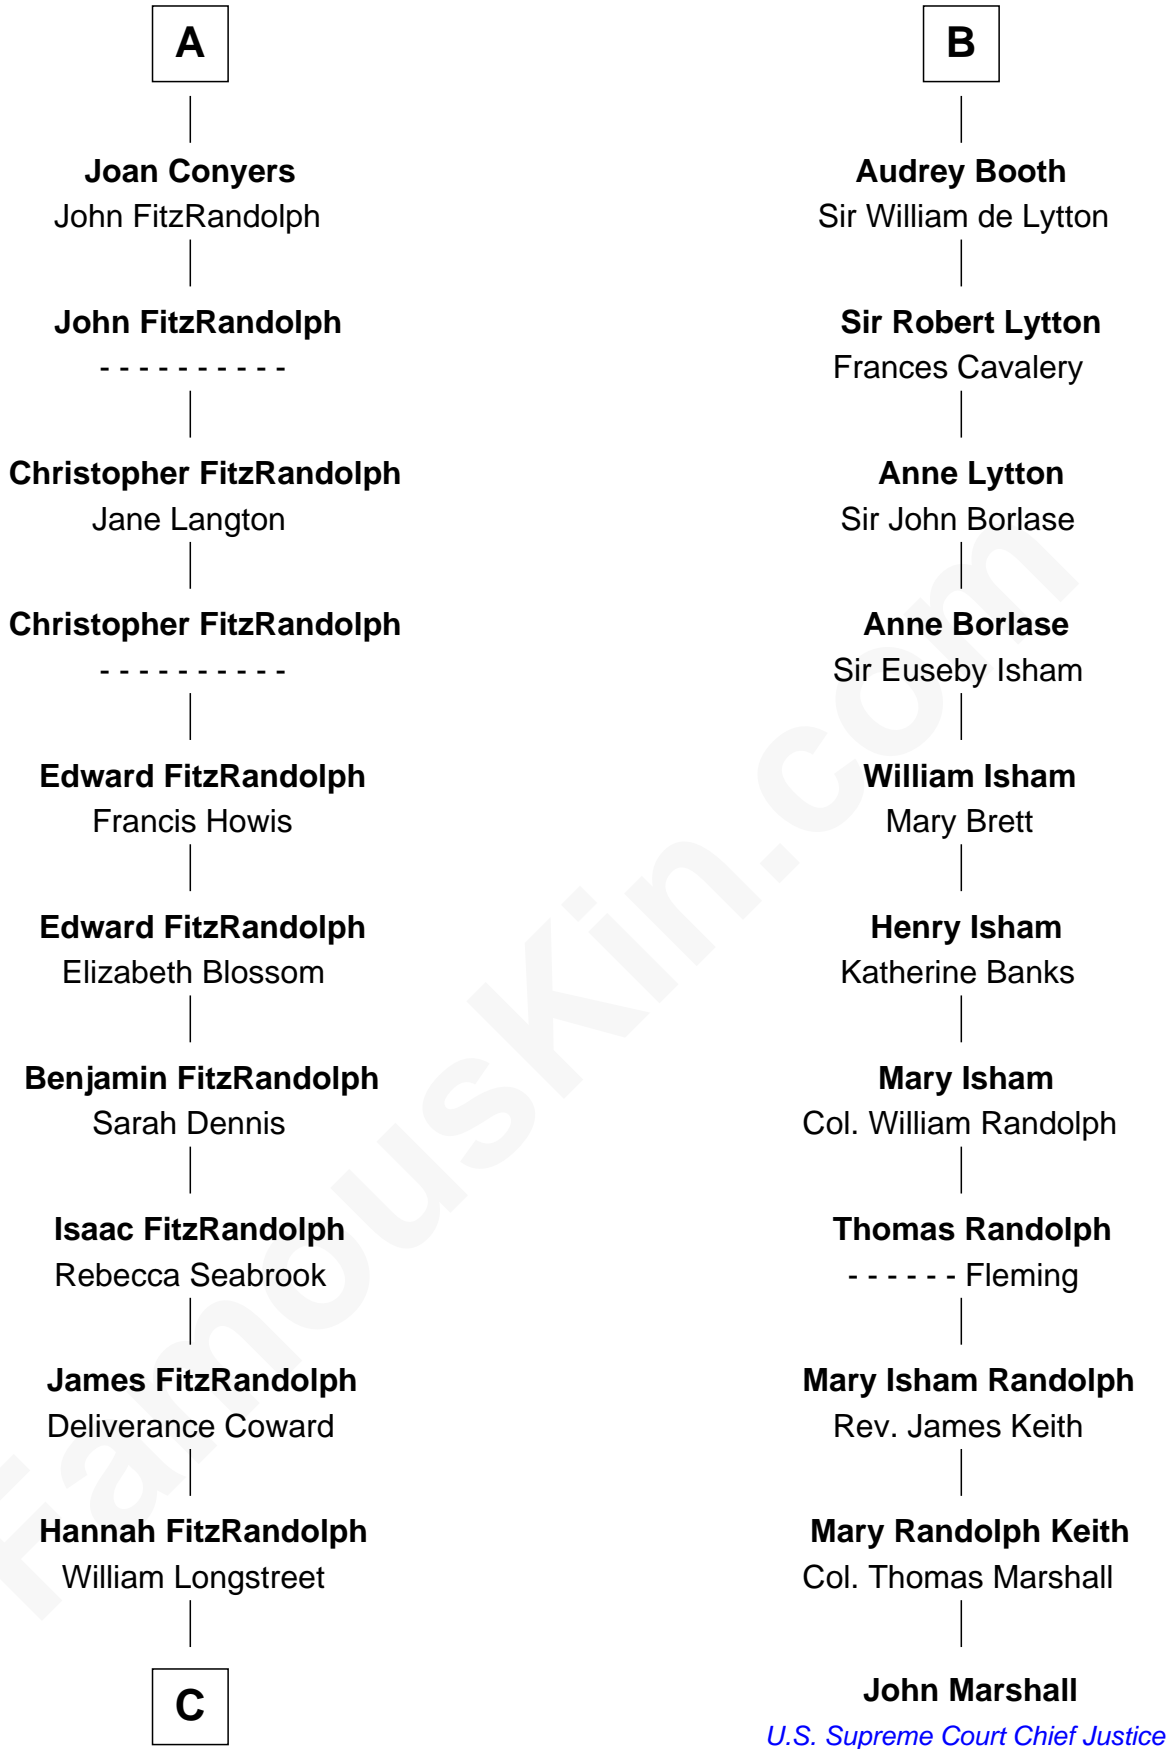 A
Joan Conyers
John FitzRandolph
John FitzRandolph
- - - - - - - - - -
Christopher FitzRandolph
Jane Langton
Christopher FitzRandolph
- - - - - - - - - -
Edward FitzRandolph
Francis Howis
Edward FitzRandolph
Elizabeth Blossom
Benjamin FitzRandolph
Sarah Dennis
Isaac FitzRandolph
Rebecca Seabrook
James FitzRandolph
Deliverance Coward
Hannah FitzRandolph
William Longstreet
C
B
Audrey Booth
Sir William de Lytton
Sir Robert Lytton
Frances Cavalery
Anne Lytton
Sir John Borlase
Anne Borlase
Sir Euseby Isham
William Isham
Mary Brett
Henry Isham
Katherine Banks
Mary Isham
Col. William Randolph
Thomas Randolph
- - - - - - Fleming
Mary Isham Randolph
Rev. James Keith
Mary Randolph Keith
Col. Thomas Marshall
John Marshall
U.S. Supreme Court Chief Justice
FamousKin.com